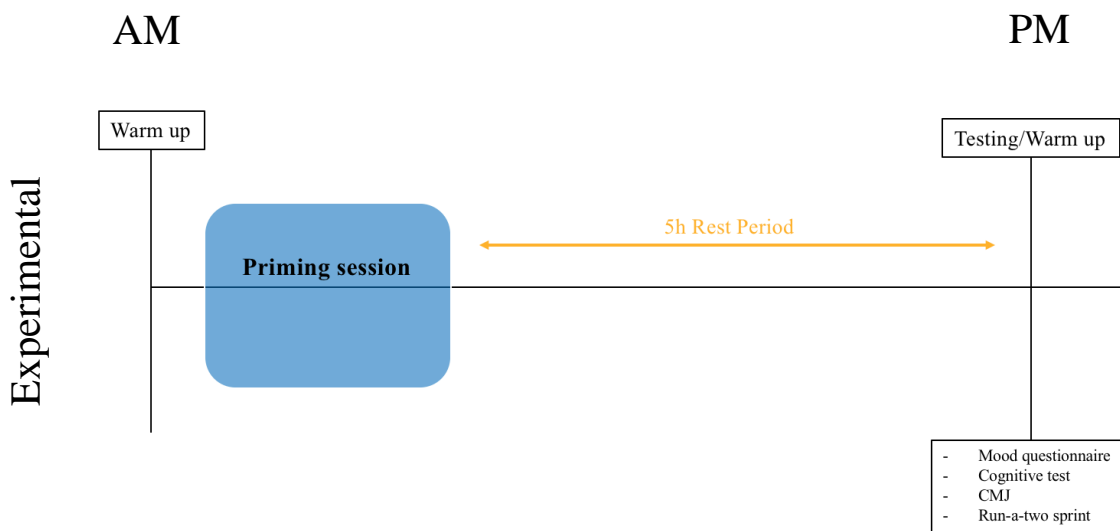 AM
PM
Warm up
Testing/Warm up
Experimental
5h Rest Period
Priming session
- Mood questionnaire
- Cognitive test
- CMJ
- Run-a-two sprint